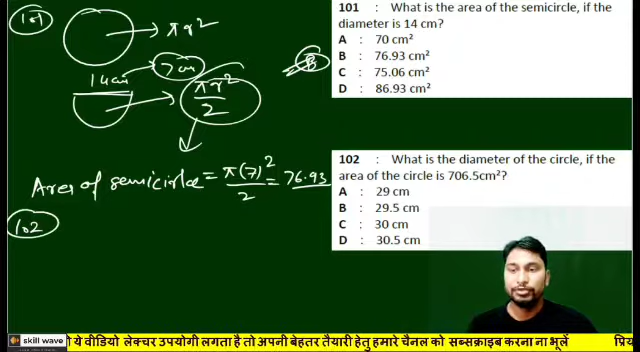 101
πr²
14cm
7cm
πr²
2
B
Area of semicircle = π(7)² = 76.93
2
102
101 : What is the area of the semicircle, if the
diameter is 14 cm?
A : 70 cm²
B : 76.93 cm²
C : 75.06 cm²
D : 86.93 cm²
102 : What is the diameter of the circle, if the
area of the circle is 706.5cm²?
A : 29 cm
B : 29.5 cm
C : 30 cm
D : 30.5 cm
skill wave
ये वीडियो लेक्चर उपयोगी लगता है तो अपनी बेहतर तैयारी हेतु हमारे चैनल को सब्सक्राइब करना ना भूलें